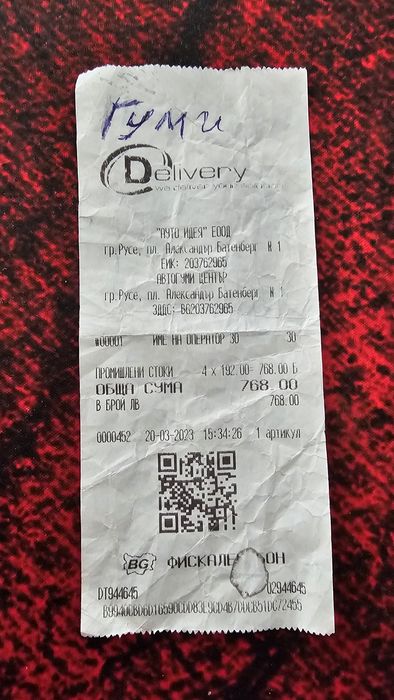 Гуми
Delivery
"АУТО ИДЕЯ" ЕООД
гр.Русе, пл. Александър Батенберг N 1
ЕИК: 203762965
АВТОГУМИ ЦЕНТЪР
гр.Русе, пл. Александър Батенберг N 1
ЗДДС: BG203762965
#00001 ИМЕ НА ОПЕРАТОР 30 30
ПРОМИШЛЕНИ СТОКИ 4 x 192.00= 768.00 Б
ОБЩА СУМА 768.00
В БРОЙ ЛВ 768.00
0000452 20-03-2023 15:34:26 1 артикул
BG
DT944645 02944645